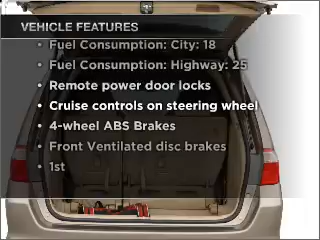 VEHICLE FEATURES
• Fuel Consumption: City: 18
• Fuel Consumption: Highway: 25
• Remote power door locks
• Cruise controls on steering wheel
• 4-wheel ABS Brakes
• Front Ventilated disc brakes
• 1st